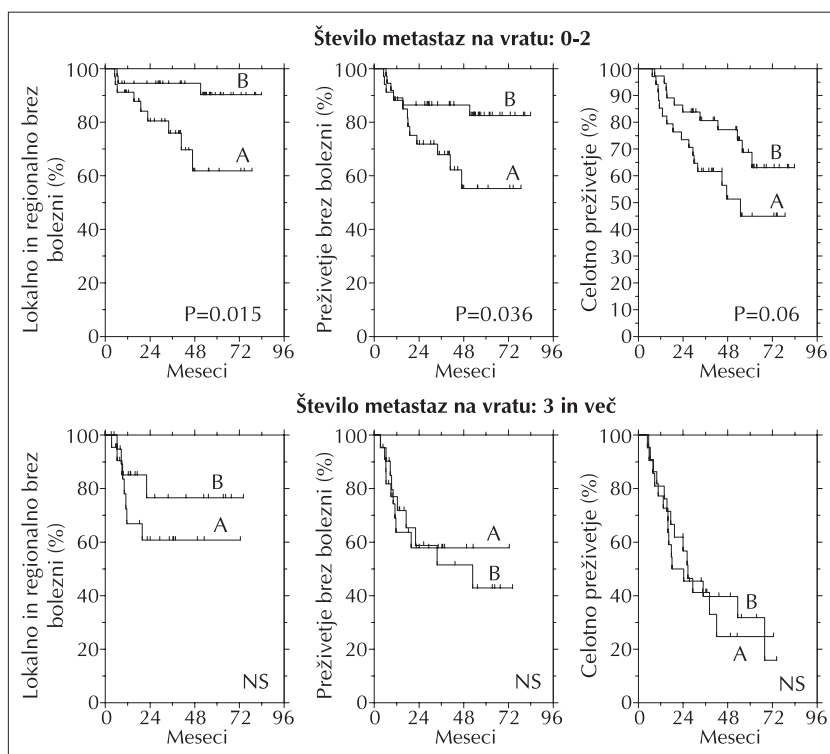 Število metastaz na vratu: 0-2
Lokalno in regionalno brez
bolezni (%)
100
80
60
40
20
0
B
A
P=0.015
0 24 48 72 96
Meseci
Preživetje brez bolezni (%)
100
80
60
40
20
0
B
A
P=0.036
0 24 48 72 96
Meseci
Celotno preživetje (%)
100
90
80
70
60
50
90
30
20
10
0
B
A
P=0.06
0 24 48 72 96
Meseci
Število metastaz na vratu: 3 in več
Lokalno in regionalno brez
bolezni (%)
100
80
60
40
20
0
B
A
NS
0 24 48 72 96
Meseci
Preživetje brez bolezni (%)
100
80
60
40
20
0
A
B
NS
0 24 48 72 96
Meseci
Celotno preživetje (%)
100
80
60
40
20
0
B
A
NS
0 24 48 72 96
Meseci